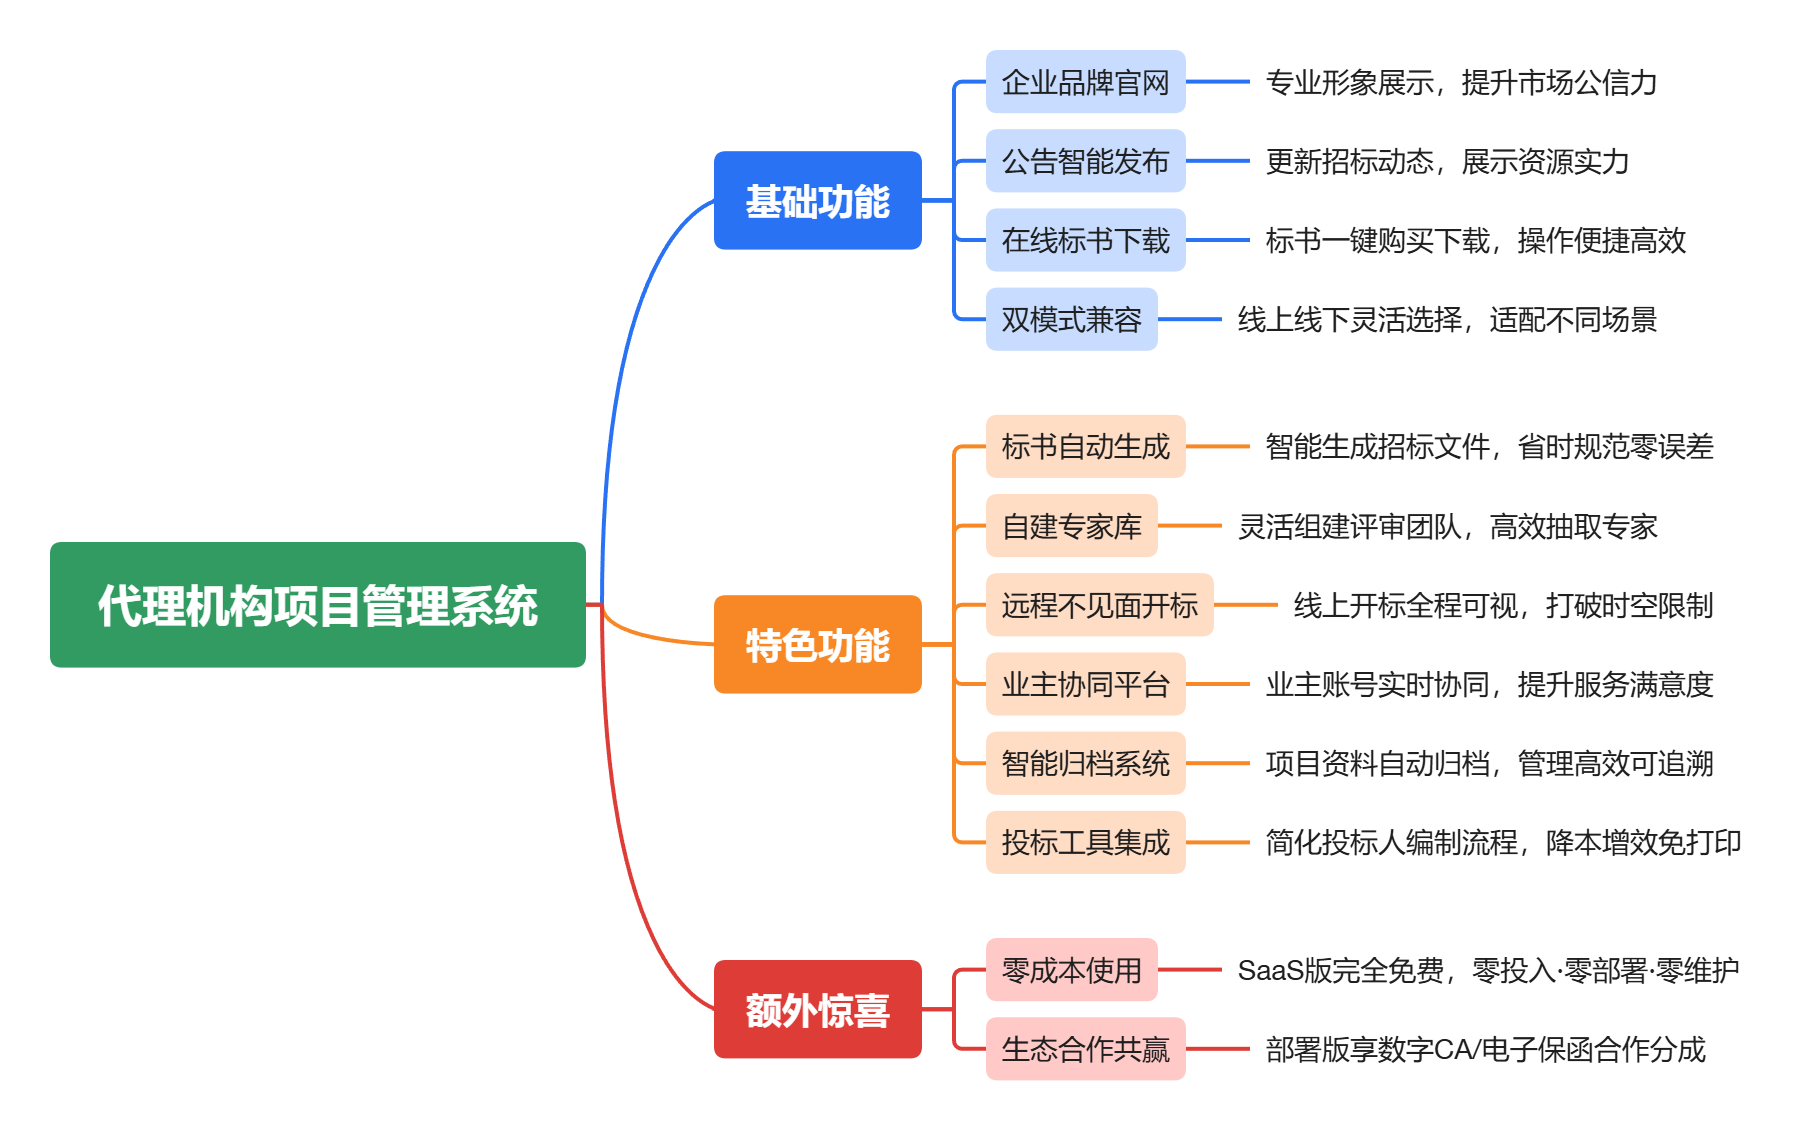 代理机构项目管理系统
基础功能
企业品牌官网
专业形象展示，提升市场公信力
公告智能发布
更新招标动态，展示资源实力
在线标书下载
标书一键购买下载，操作便捷高效
双模式兼容
线上线下灵活选择，适配不同场景
特色功能
标书自动生成
智能生成招标文件，省时规范零误差
自建专家库
灵活组建评审团队，高效抽取专家
远程不见面开标
线上开标全程可视，打破时空限制
业主协同平台
业主账号实时协同，提升服务满意度
智能归档系统
项目资料自动归档，管理高效可追溯
投标工具集成
简化投标人编制流程，降本增效免打印
额外惊喜
零成本使用
SaaS版完全免费，零投入·零部署·零维护
生态合作共赢
部署版享数字CA/电子保函合作分成